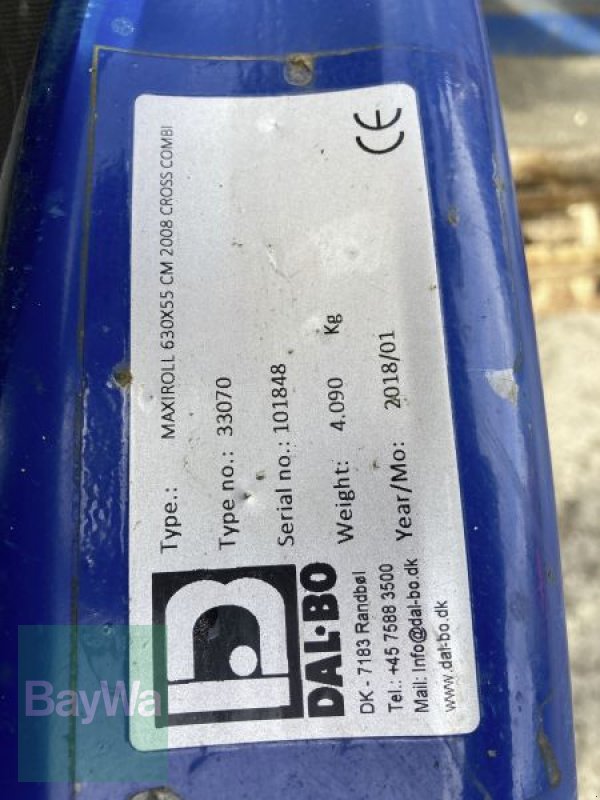 Type.: MAXIROLL 630X55 CM 2008 CROSS COMBI
Type no.: 33070
Serial no.: 101848
Weight: 4.090 Kg
Year/Mo: 2018/01
CE
DAL-BO
DK - 7183 Randbøl
Tel.: +45 7588 3500
Mail: Info@dal-bo.dk
www.dal-bo.dk
BayWa